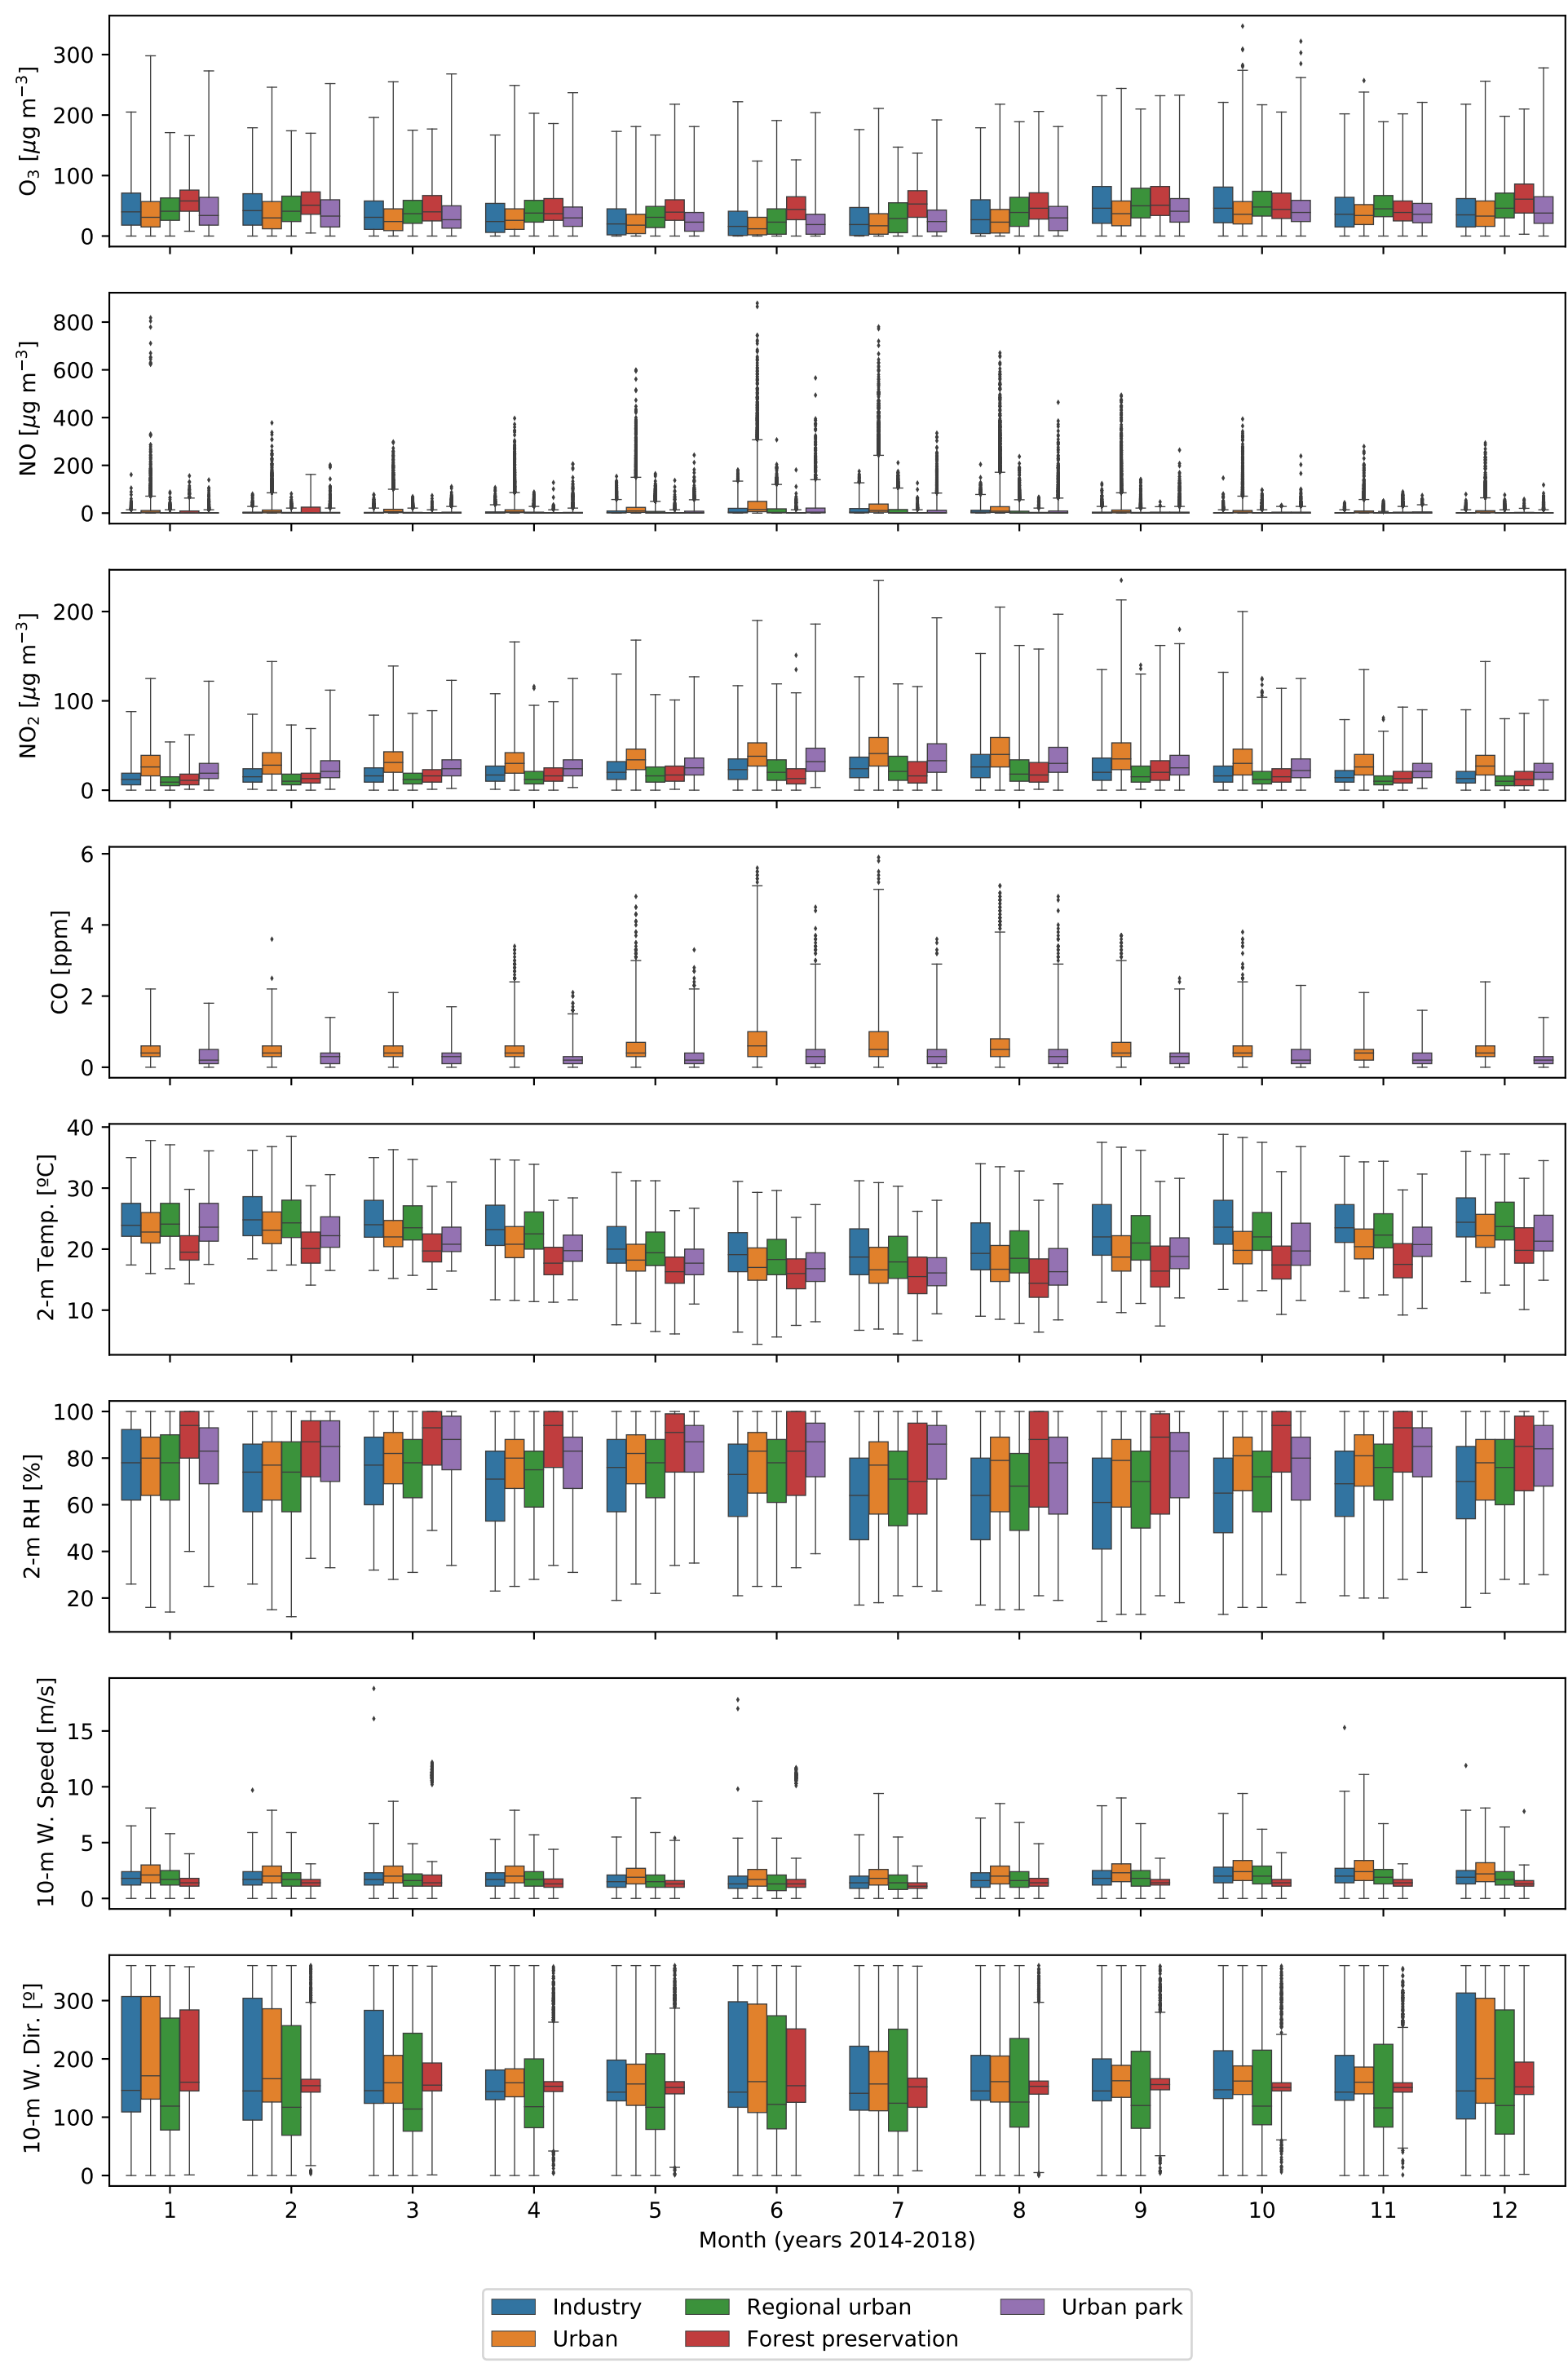 O₃ [μg m⁻³]
300
200
100
0
NO [μg m⁻³]
800
600
400
200
0
NO₂ [μg m⁻³]
200
100
0
CO [ppm]
6
4
2
0
2-m Temp. [ºC]
40
30
20
10
2-m RH [%]
100
80
60
40
20
10-m W. Speed [m/s]
15
10
5
0
10-m W. Dir. [º]
300
200
100
0
1 2 3 4 5 6 7 8 9 10 11 12
Month (years 2014-2018)
Industry Regional urban Urban park
Urban Forest preservation